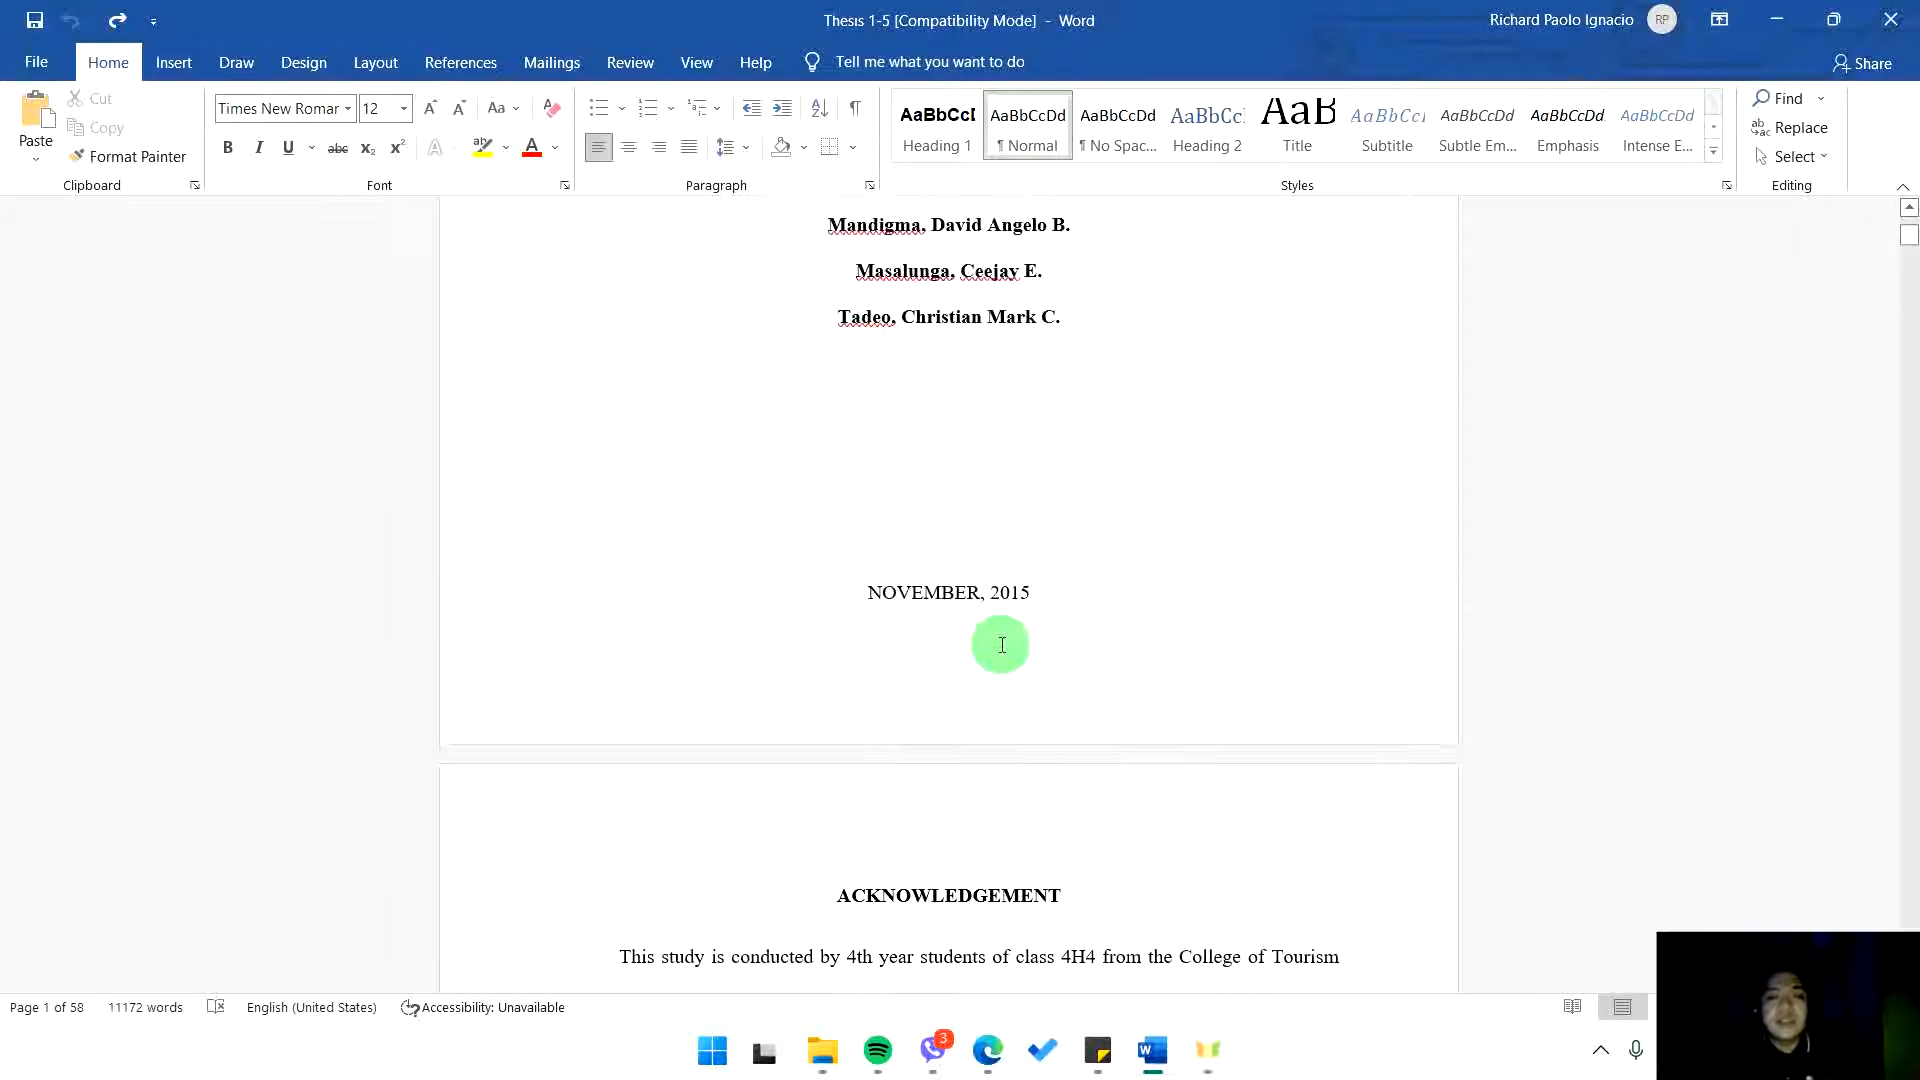 Thesis 1-5 [Compatibility Mode] - Word
Richard Paolo Ignacio RP
File Home Insert Draw Design Layout References Mailings Review View Help Tell me what you want to do Share
Paste
Cut
Copy
Format Painter
Clipboard
Times New Romar 12
Aa
B I U abc x₂ x² A A
Font
Paragraph
AaBbCcI AaBbCcDd AaBbCcDd AaBbCc AaB AaBbCcI AaBbCcDd AaBbCcDd AaBbCcDd
Heading 1 ¶ Normal ¶ No Spac... Heading 2 Title Subtitle Subtle Em... Emphasis Intense E...
Styles
Find
Replace
Select
Editing
Mandigma, David Angelo B.
Masalunga, Ceejay E.
Tadeo, Christian Mark C.
NOVEMBER, 2015
ACKNOWLEDGEMENT
This study is conducted by 4th year students of class 4H4 from the College of Tourism
Page 1 of 58 11172 words English (United States) Accessibility: Unavailable
3